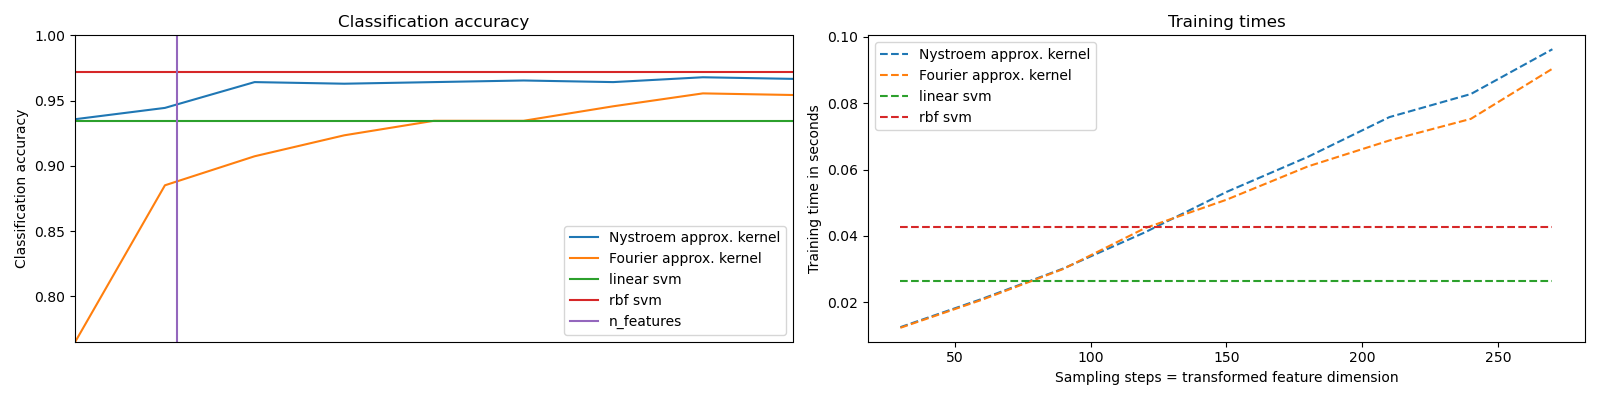 Classification accuracy
Classification accuracy
1.00
0.95
0.90
0.85
0.80
Nystroem approx. kernel
Fourier approx. kernel
linear svm
rbf svm
n_features
Training times
Training time in seconds
0.10
0.08
0.06
0.04
0.02
Nystroem approx. kernel
Fourier approx. kernel
linear svm
rbf svm
50 100 150 200 250
Sampling steps = transformed feature dimension